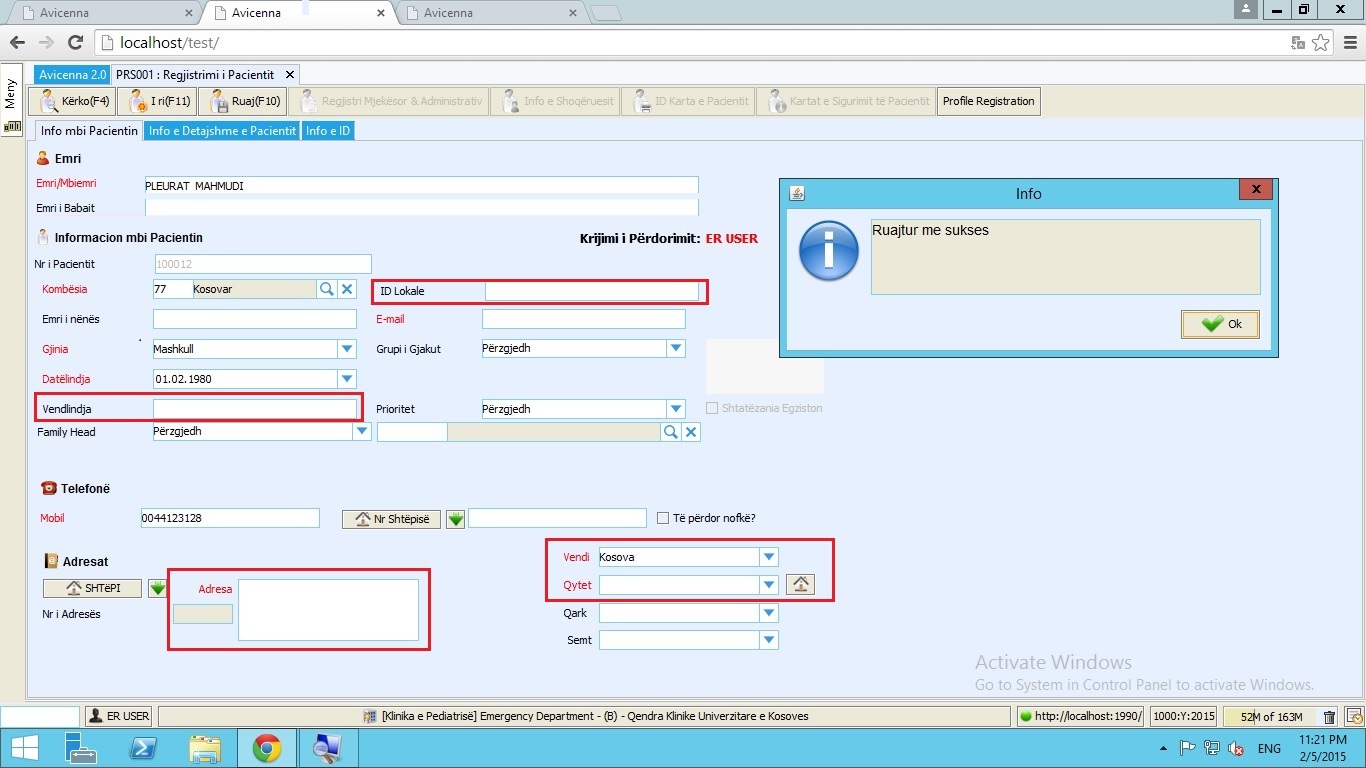 Avicenna
Avicenna
Avicenna
localhost/test/
Meny
Avicenna 2.0
PRS001 : Regjistrimi i Pacientit
Kërko(F4)
I ri(F11)
Ruaj(F10)
Regjistri Mjekësor & Administrativ
Info e Shoqëruesit
ID Karta e Pacientit
Kartat e Sigurimit të Pacientit
Profile Registration
Info mbi Pacientin
Info e Detajshme e Pacientit
Info e ID
Emri
Emri/Mbiemri PLEURAT MAHMUDI
Emri i Babait
Informacion mbi Pacientin
Krijimi i Përdorimit: ER USER
Nr i Pacientit 100012
Kombësia 77 Kosovar
ID Lokale
Emri i nënës
E-mail
Gjinia Mashkull
Grupi i Gjakut Përzgjedh
Datëlindja 01.02.1980
Vendlindja
Prioritet Përzgjedh
Shtatëzania Egziston
Family Head Përzgjedh
Telefonë
Mobil 0044123128
Nr Shtëpisë
Të përdor nofkë?
Adresat
SHTëPI
Adresa
Nr i Adresës
Vendi Kosova
Qytet
Qark
Semt
Info
Ruajtur me sukses
Ok
Activate Windows
Go to System in Control Panel to activate Windows.
ER USER
[Klinika e Pediatrisë] Emergency Department - (B) - Qendra Klinike Univerzitare e Kosoves
http://localhost:1990/
1000:Y:2015
52M of 163M
ENG
11:21 PM
2/5/2015